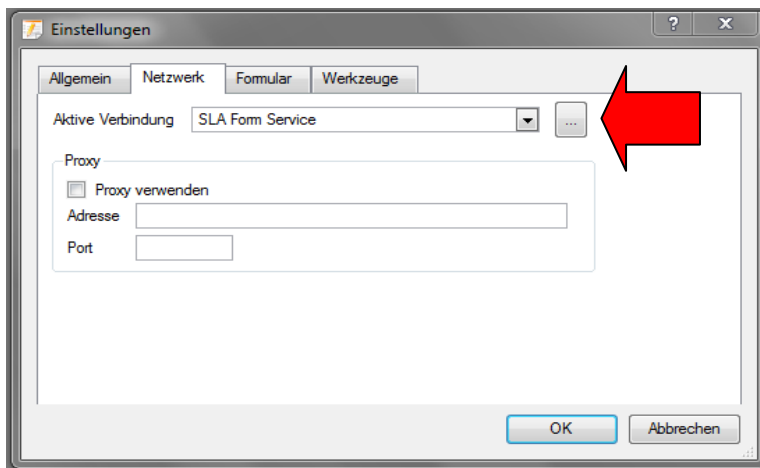 Einstellungen
Allgemein Netzwerk Formular Werkzeuge
Aktive Verbindung SLA Form Service ...
Proxy
Proxy verwenden
Adresse
Port
OK Abbrechen